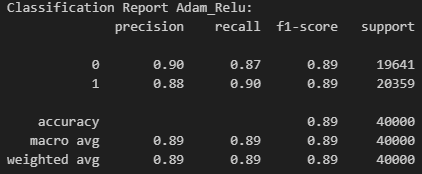 Classification Report Adam_Relu:
precision recall f1-score support
0 0.90 0.87 0.89 19641
1 0.88 0.90 0.89 20359
accuracy 0.89 40000
macro avg 0.89 0.89 0.89 40000
weighted avg 0.89 0.89 0.89 40000